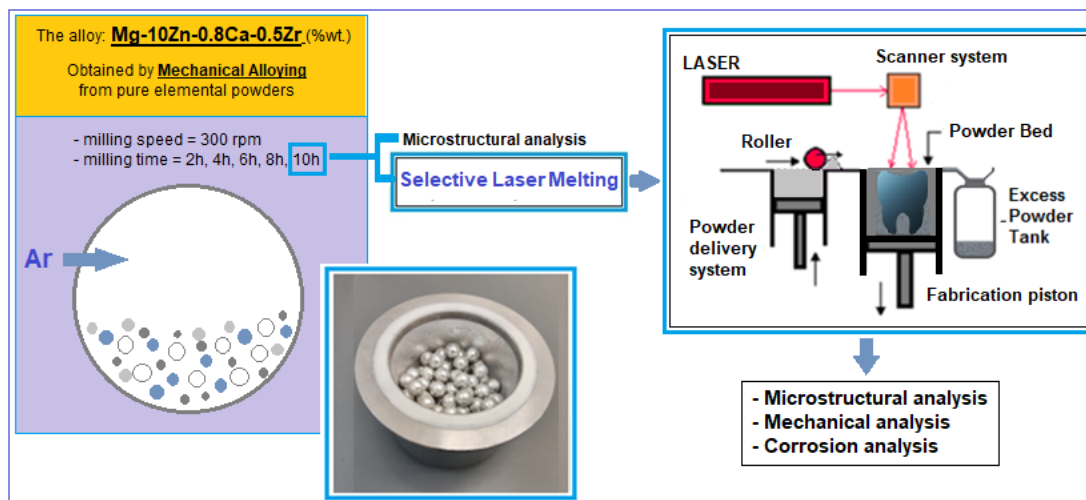 The alloy: Mg-10Zn-0.8Ca-0.5Zr (%wt.)
Obtained by Mechanical Alloying
from pure elemental powders
- milling speed = 300 rpm
- milling time = 2h, 4h, 6h, 8h, 10h
Ar
Microstructural analysis
Selective Laser Melting
LASER
Scanner system
Roller
Powder Bed
Powder
delivery
system
Excess
Powder
Tank
Fabrication piston
- Microstructural analysis
- Mechanical analysis
- Corrosion analysis